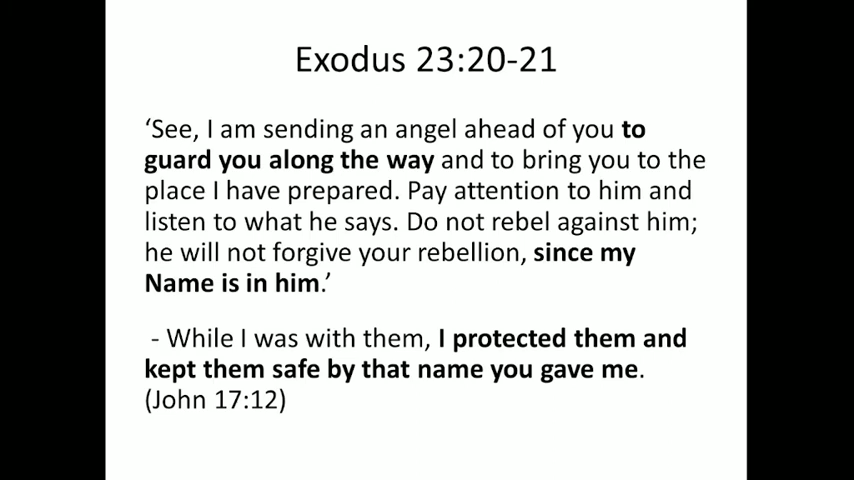 Exodus 23:20-21
‘See, I am sending an angel ahead of you to
guard you along the way and to bring you to the
place I have prepared. Pay attention to him and
listen to what he says. Do not rebel against him;
he will not forgive your rebellion, since my
Name is in him.’
- While I was with them, I protected them and
kept them safe by that name you gave me.
(John 17:12)